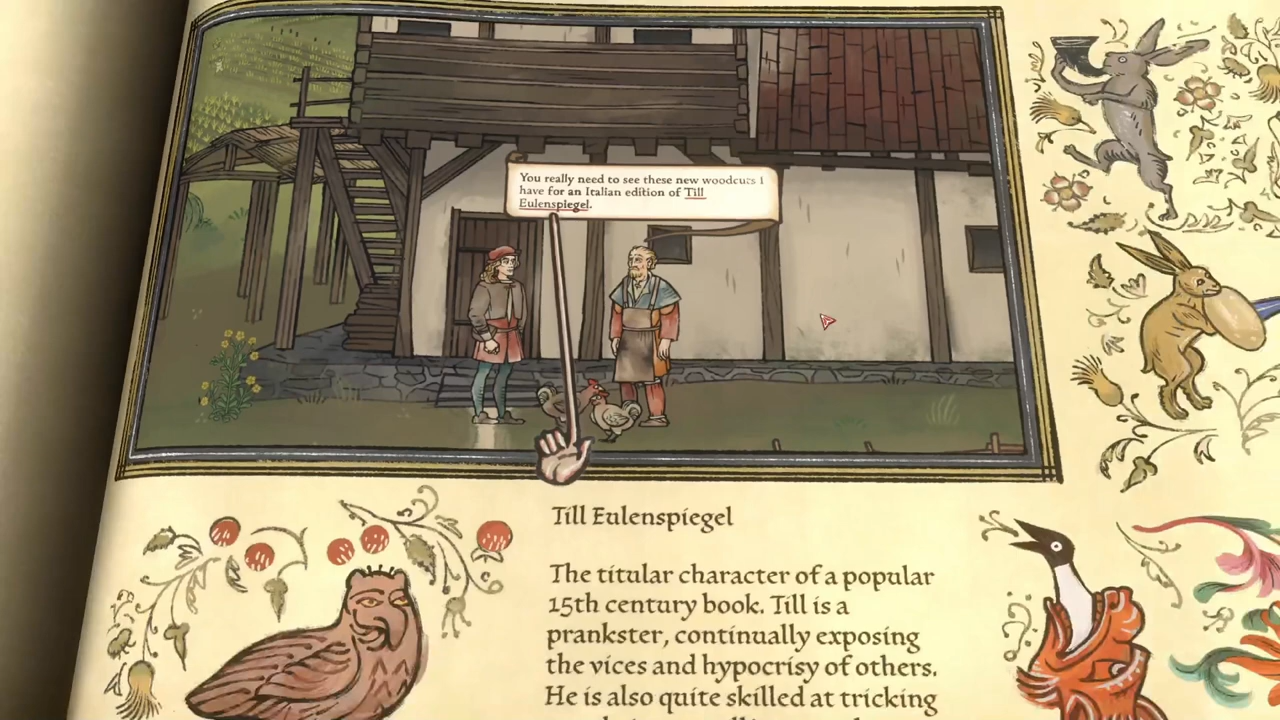 You really need to see these new woodcuts I
have for an Italian edition of Till
Eulenspiegel.
Till Eulenspiegel
The titular character of a popular
15th century book. Till is a
prankster, continually exposing
the vices and hypocrisy of others.
He is also quite skilled at tricking